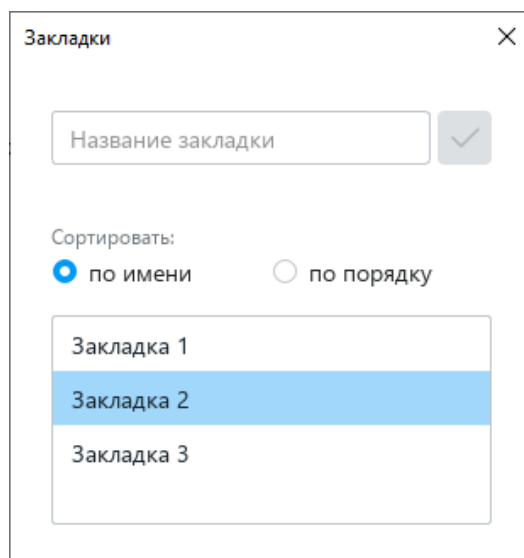 Закладки
Название закладки
Сортировать:
по имени по порядку
Закладка 1
Закладка 2
Закладка 3